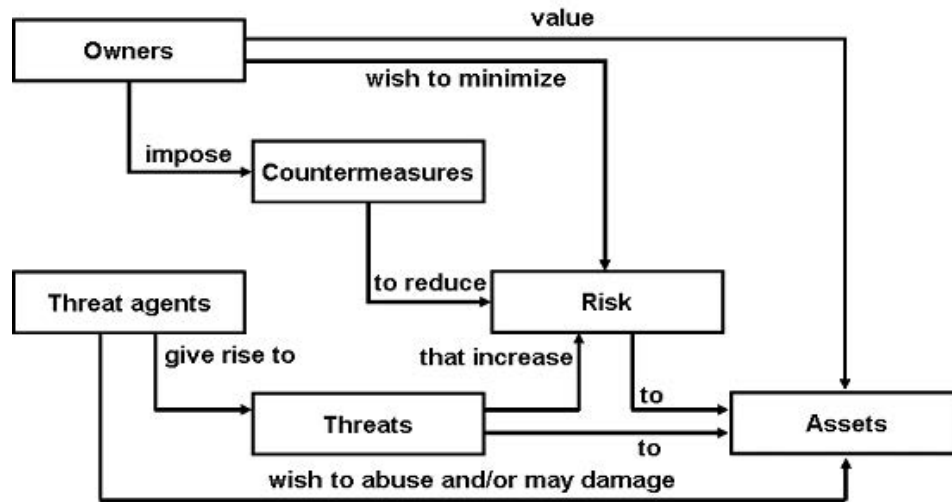 value
Owners
wish to minimize
impose
Countermeasures
to reduce
Threat agents
Risk
give rise to
that increase
to
Threats
Assets
to
wish to abuse and/or may damage